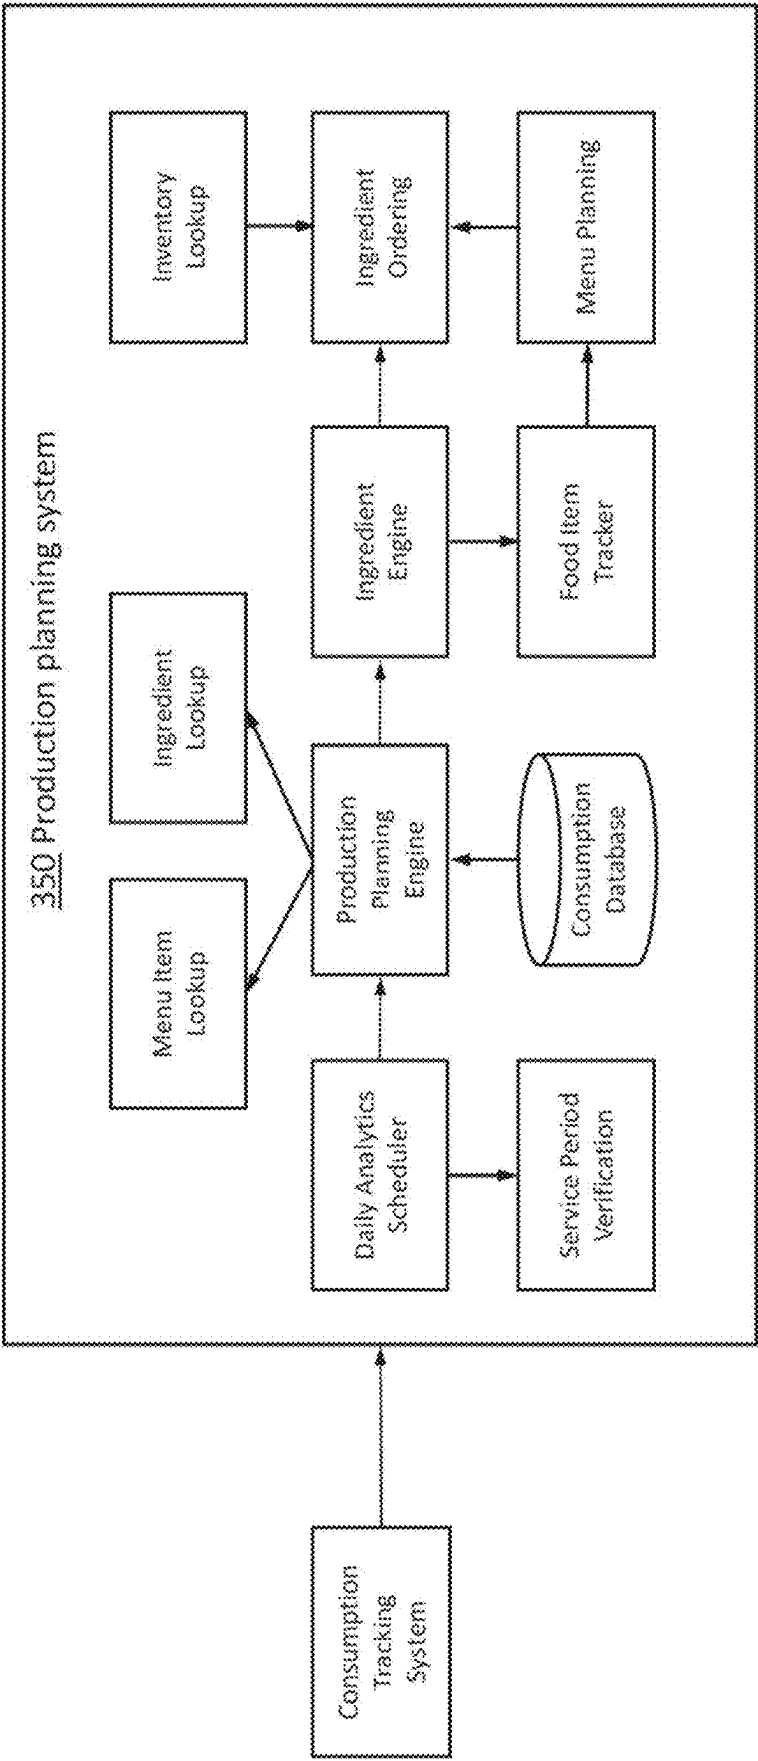 350 Production planning system
Menu Item
Lookup
Ingredient
Lookup
Inventory
Lookup
Consumption
Tracking
System
Daily Analytics
Scheduler
Production
Planning
Engine
Ingredient
Engine
Ingredient
Ordering
Service Period
Verification
Consumption
Database
Food Item
Tracker
Menu Planning